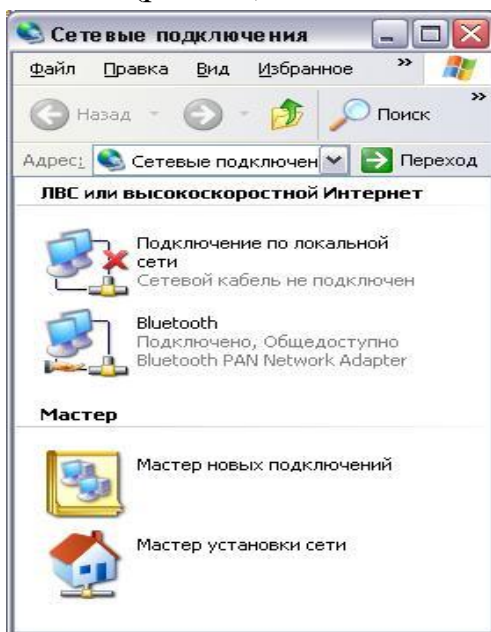 Сетевые подключения
Файл Правка Вид Избранное »
Назад Поиск »
Адрес: Сетевые подключен Переход
ЛВС или высокоскоростной Интернет
Подключение по локальной
сети
Сетевой кабель не подключен
Bluetooth
Подключено, Общедоступно
Bluetooth PAN Network Adapter
Мастер
Мастер новых подключений
Мастер установки сети